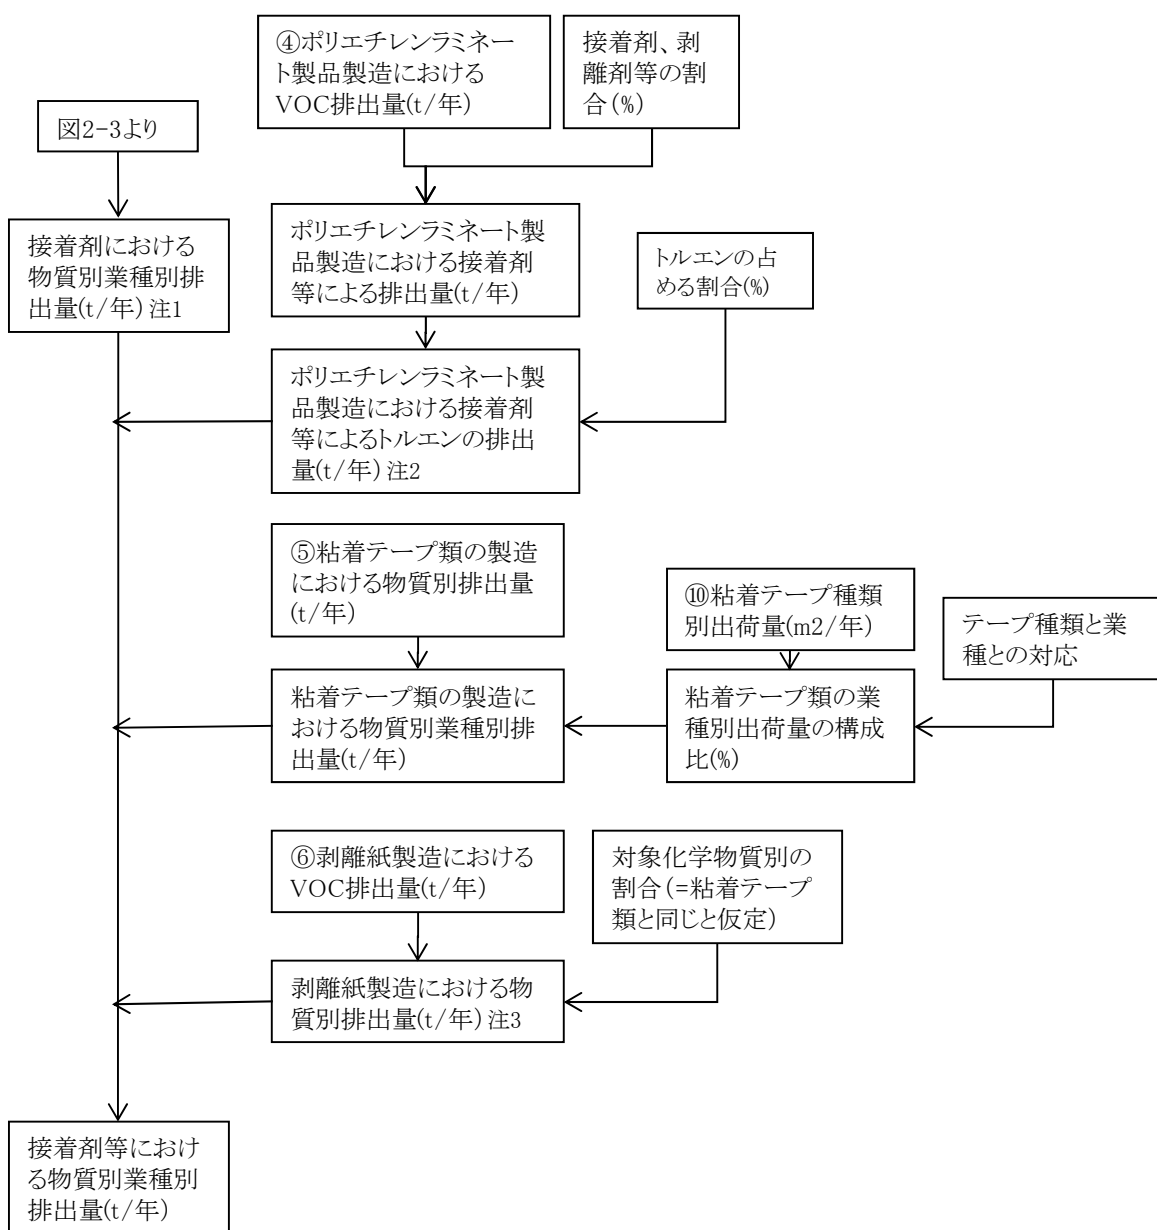 ④ポリエチレンラミネー
ト製品製造における
VOC排出量(t/年)
接着剤、剥
離剤等の割
合(%)
図2-3より
接着剤における
物質別業種別排
出量(t/年)注1
ポリエチレンラミネート製
品製造における接着剤
等による排出量(t/年)
トルエンの占
める割合(%)
ポリエチレンラミネート製
品製造における接着剤
等によるトルエンの排出
量(t/年)注2
⑤粘着テープ類の製造
における物質別排出量
(t/年)
⑩粘着テープ種類
別出荷量(m2/年)
テープ種類と業
種との対応
粘着テープ類の製造に
おける物質別業種別排
出量(t/年)
粘着テープ類の業
種別出荷量の構成
比(%)
⑥剥離紙製造における
VOC排出量(t/年)
対象化学物質別の
割合(=粘着テープ
類と同じと仮定)
剥離紙製造における物
質別排出量(t/年)注3
接着剤等におけ
る物質別業種別
排出量(t/年)